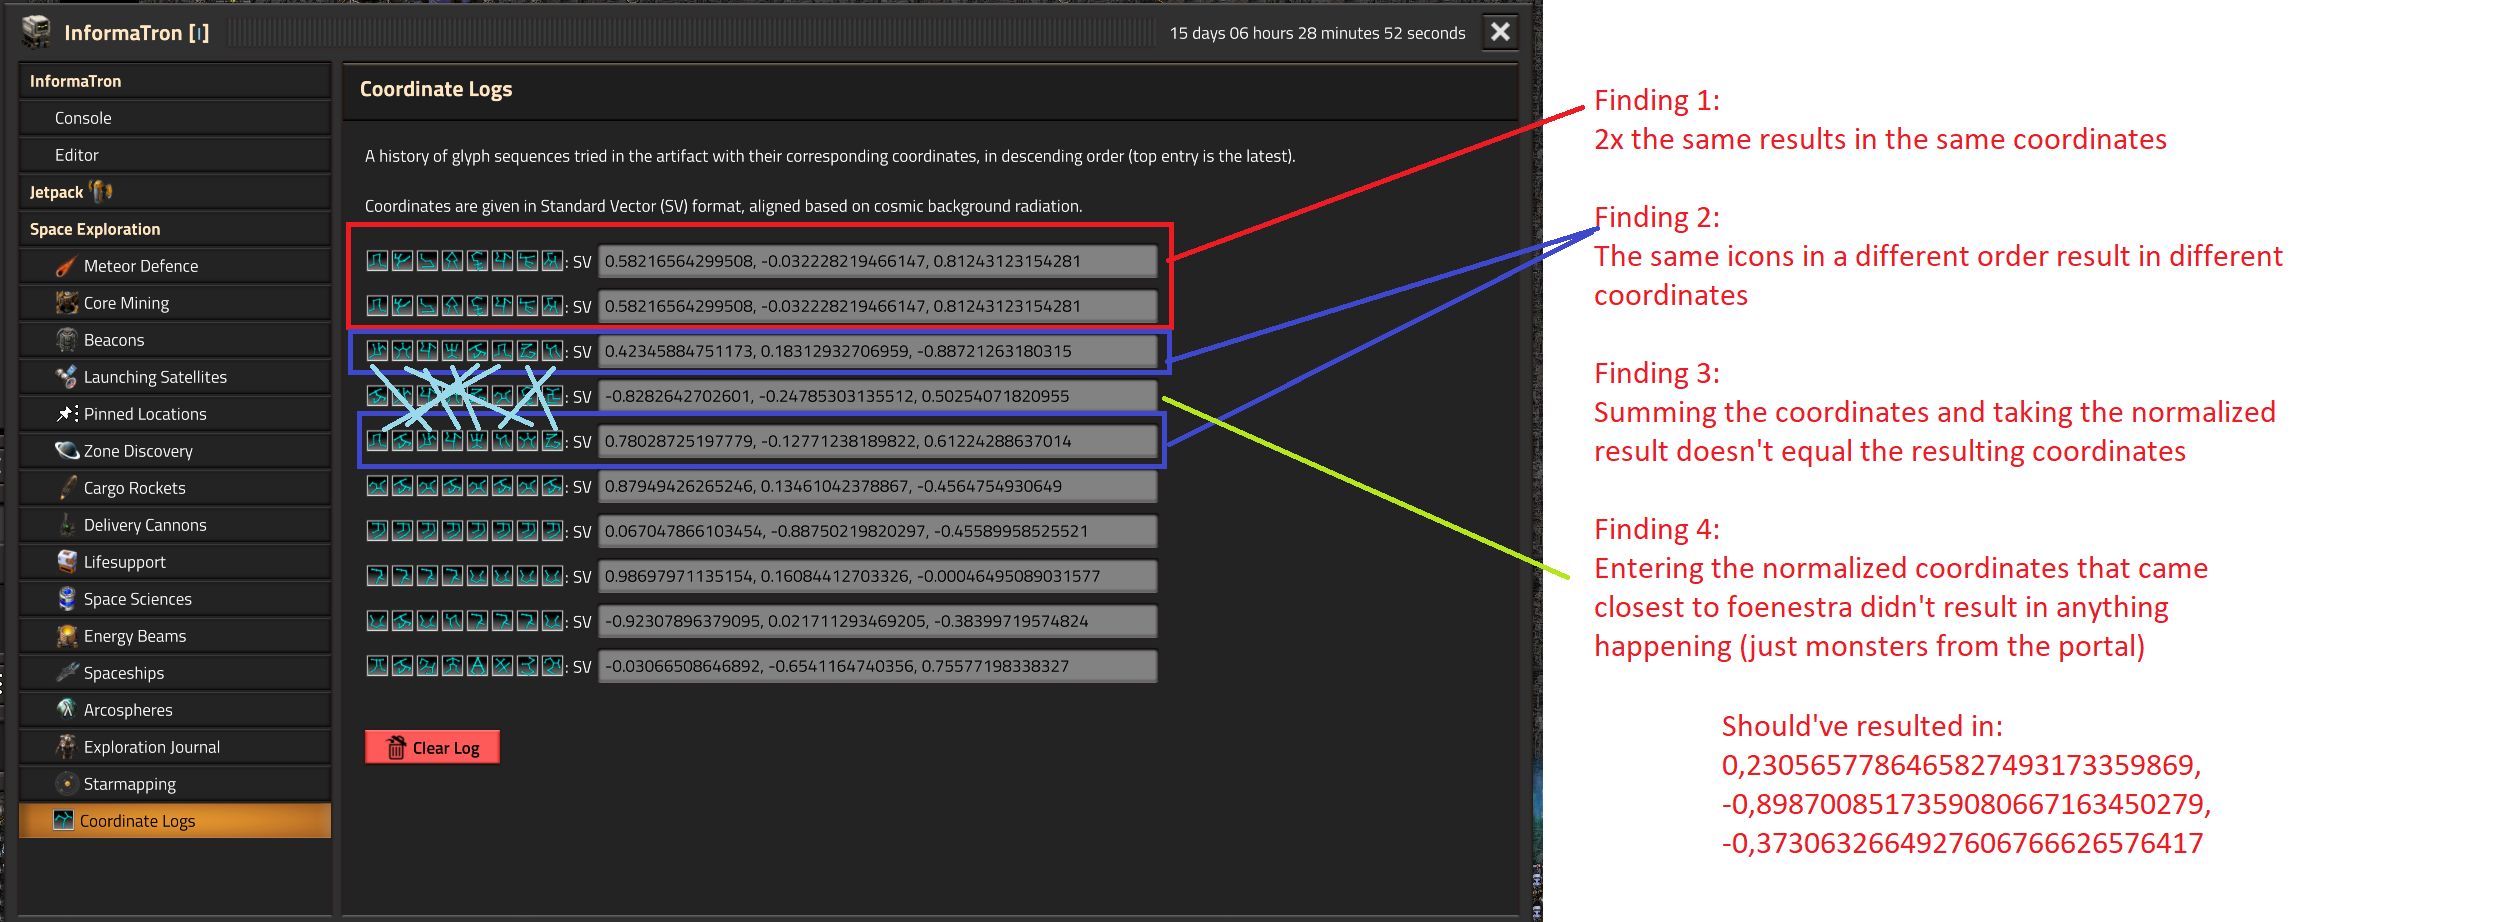 InformaTron [I]
15 days 06 hours 28 minutes 52 seconds
InformaTron
Console
Editor
Jetpack
Space Exploration
Meteor Defence
Core Mining
Beacons
Launching Satellites
Pinned Locations
Zone Discovery
Cargo Rockets
Delivery Cannons
Lifesupport
Space Sciences
Energy Beams
Spaceships
Arcospheres
Exploration Journal
Starmapping
Coordinate Logs
Coordinate Logs
A history of glyph sequences tried in the artifact with their corresponding coordinates, in descending order (top entry is the latest).
Coordinates are given in Standard Vector (SV) format, aligned based on cosmic background radiation.
: SV 0.58216564299508, -0.032228219466147, 0.81243123154281
: SV 0.58216564299508, -0.032228219466147, 0.81243123154281
: SV 0.42345884751173, 0.18312932706959, -0.88721263180315
: SV -0.8282642702601, -0.24785303135512, 0.50254071820955
: SV 0.78028725197779, -0.12771238189822, 0.61224288637014
: SV 0.87949426265246, 0.13461042378867, -0.4564754930649
: SV 0.067047866103454, -0.88750219820297, -0.45589958525521
: SV 0.98697971135154, 0.16084412703326, -0.00046495089031577
: SV -0.92307896379095, 0.021711293469205, -0.38399719574824
: SV -0.03066508646892, -0.6541164740356, 0.75577198338327
Clear Log
Finding 1:
2x the same results in the same coordinates
Finding 2:
The same icons in a different order result in different
coordinates
Finding 3:
Summing the coordinates and taking the normalized
result doesn't equal the resulting coordinates
Finding 4:
Entering the normalized coordinates that came
closest to foenestra didn't result in anything
happening (just monsters from the portal)
Should've resulted in:
0,2305657786465827493173359869,
-0,8987008517359080667163450279,
-0,3730632664927606766626576417